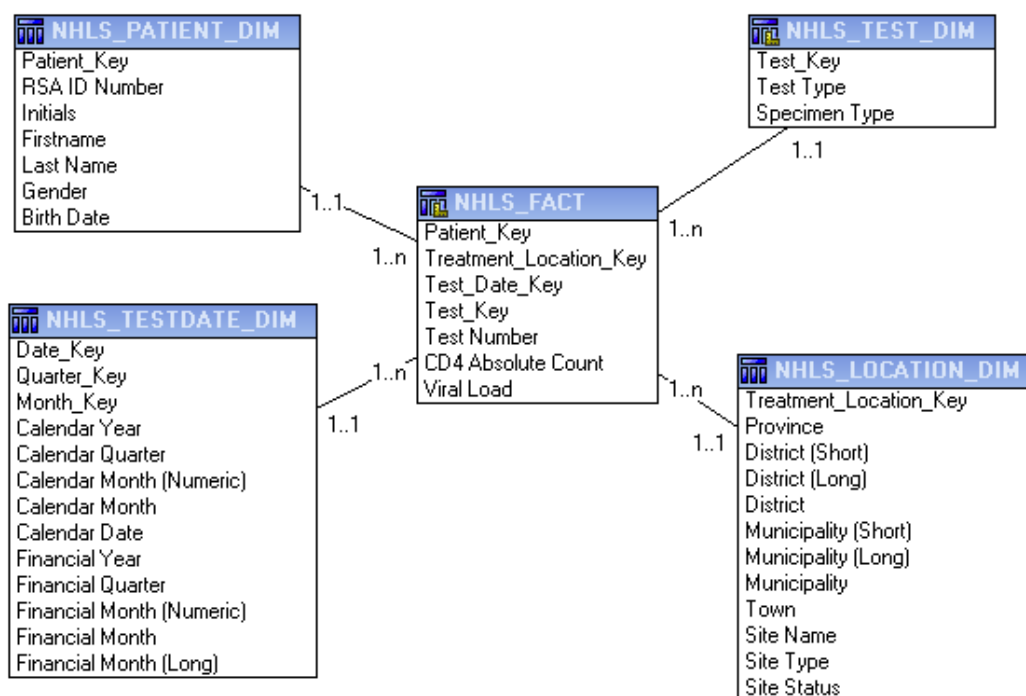 NHLS_PATIENT_DIM
Patient_Key
RSA ID Number
Initials
Firstname
Last Name
Gender
Birth Date
NHLS_TEST_DIM
Test_Key
Test Type
Specimen Type
1..1
1..n
1..1
1..n
NHLS_FACT
Patient_Key
Treatment_Location_Key
Test_Date_Key
Test_Key
Test Number
CD4 Absolute Count
Viral Load
NHLS_TESTDATE_DIM
Date_Key
Quarter_Key
Month_Key
Calendar Year
Calendar Quarter
Calendar Month (Numeric)
Calendar Month
Calendar Date
Financial Year
Financial Quarter
Financial Month (Numeric)
Financial Month
Financial Month (Long)
1..n
1..1
1..n
1..1
NHLS_LOCATION_DIM
Treatment_Location_Key
Province
District (Short)
District (Long)
District
Municipality (Short)
Municipality (Long)
Municipality
Town
Site Name
Site Type
Site Status